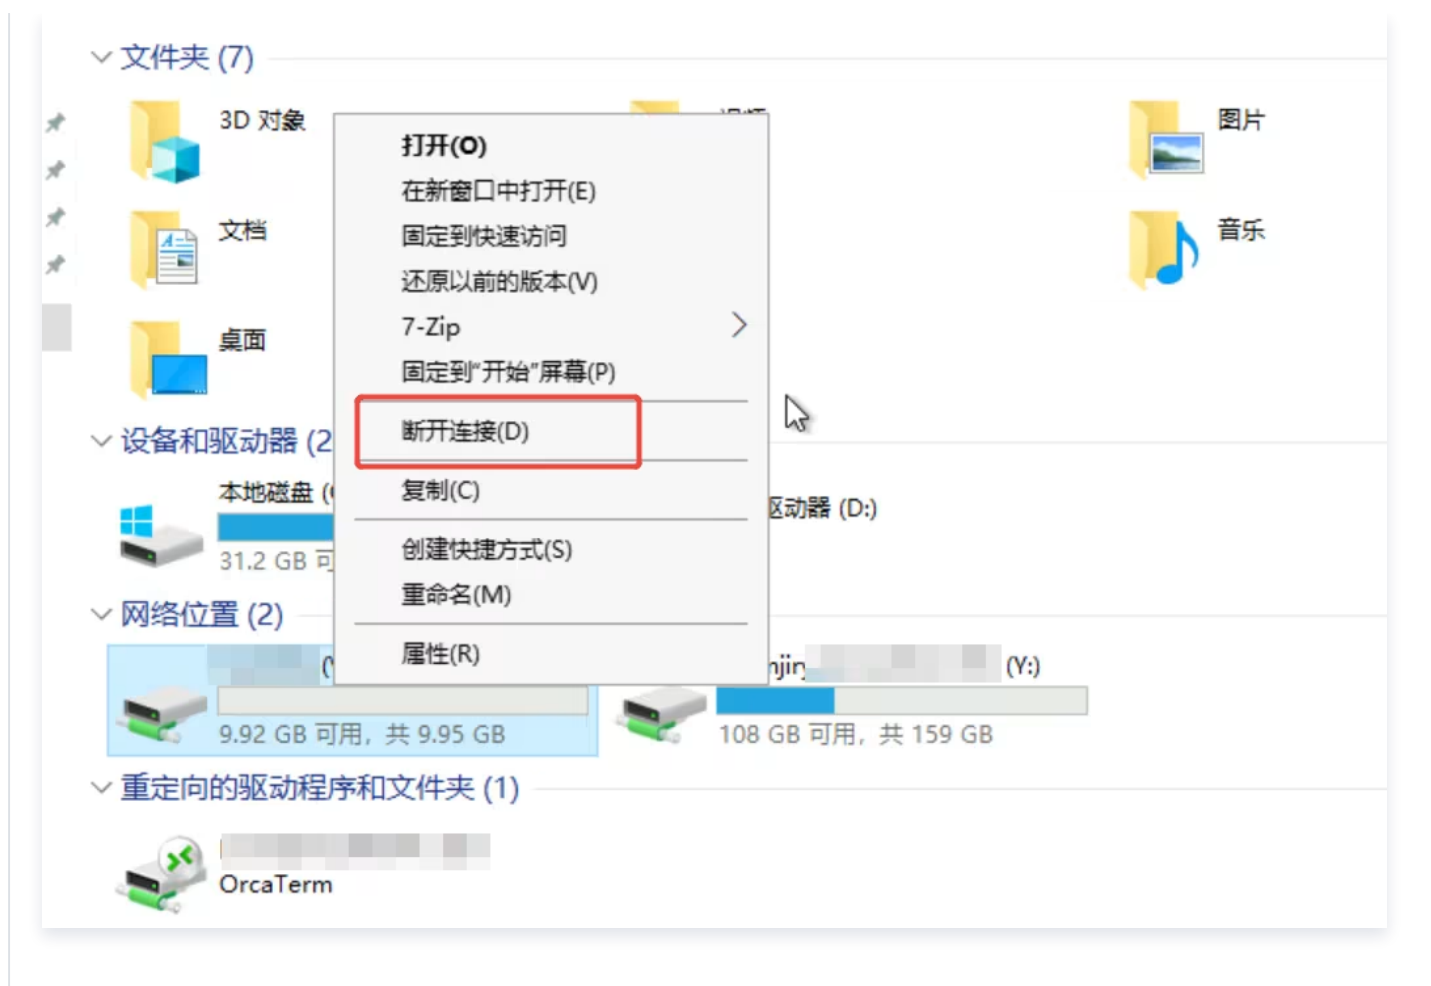 文件夹 (7)
3D 对象
图片
打开(O)
在新窗口中打开(E)
文档
音乐
固定到快速访问
还原以前的版本(V)
7-Zip
桌面
固定到“开始”屏幕(P)
断开连接(D)
设备和驱动器 (2
本地磁盘
复制(C)
驱动器 (D:)
31.2 GB
创建快捷方式(S)
重命名(M)
网络位置 (2)
属性(R)
(Y:)
9.92 GB 可用，共 9.95 GB
108 GB 可用，共 159 GB
重定向的驱动程序和文件夹 (1)
OrcaTerm